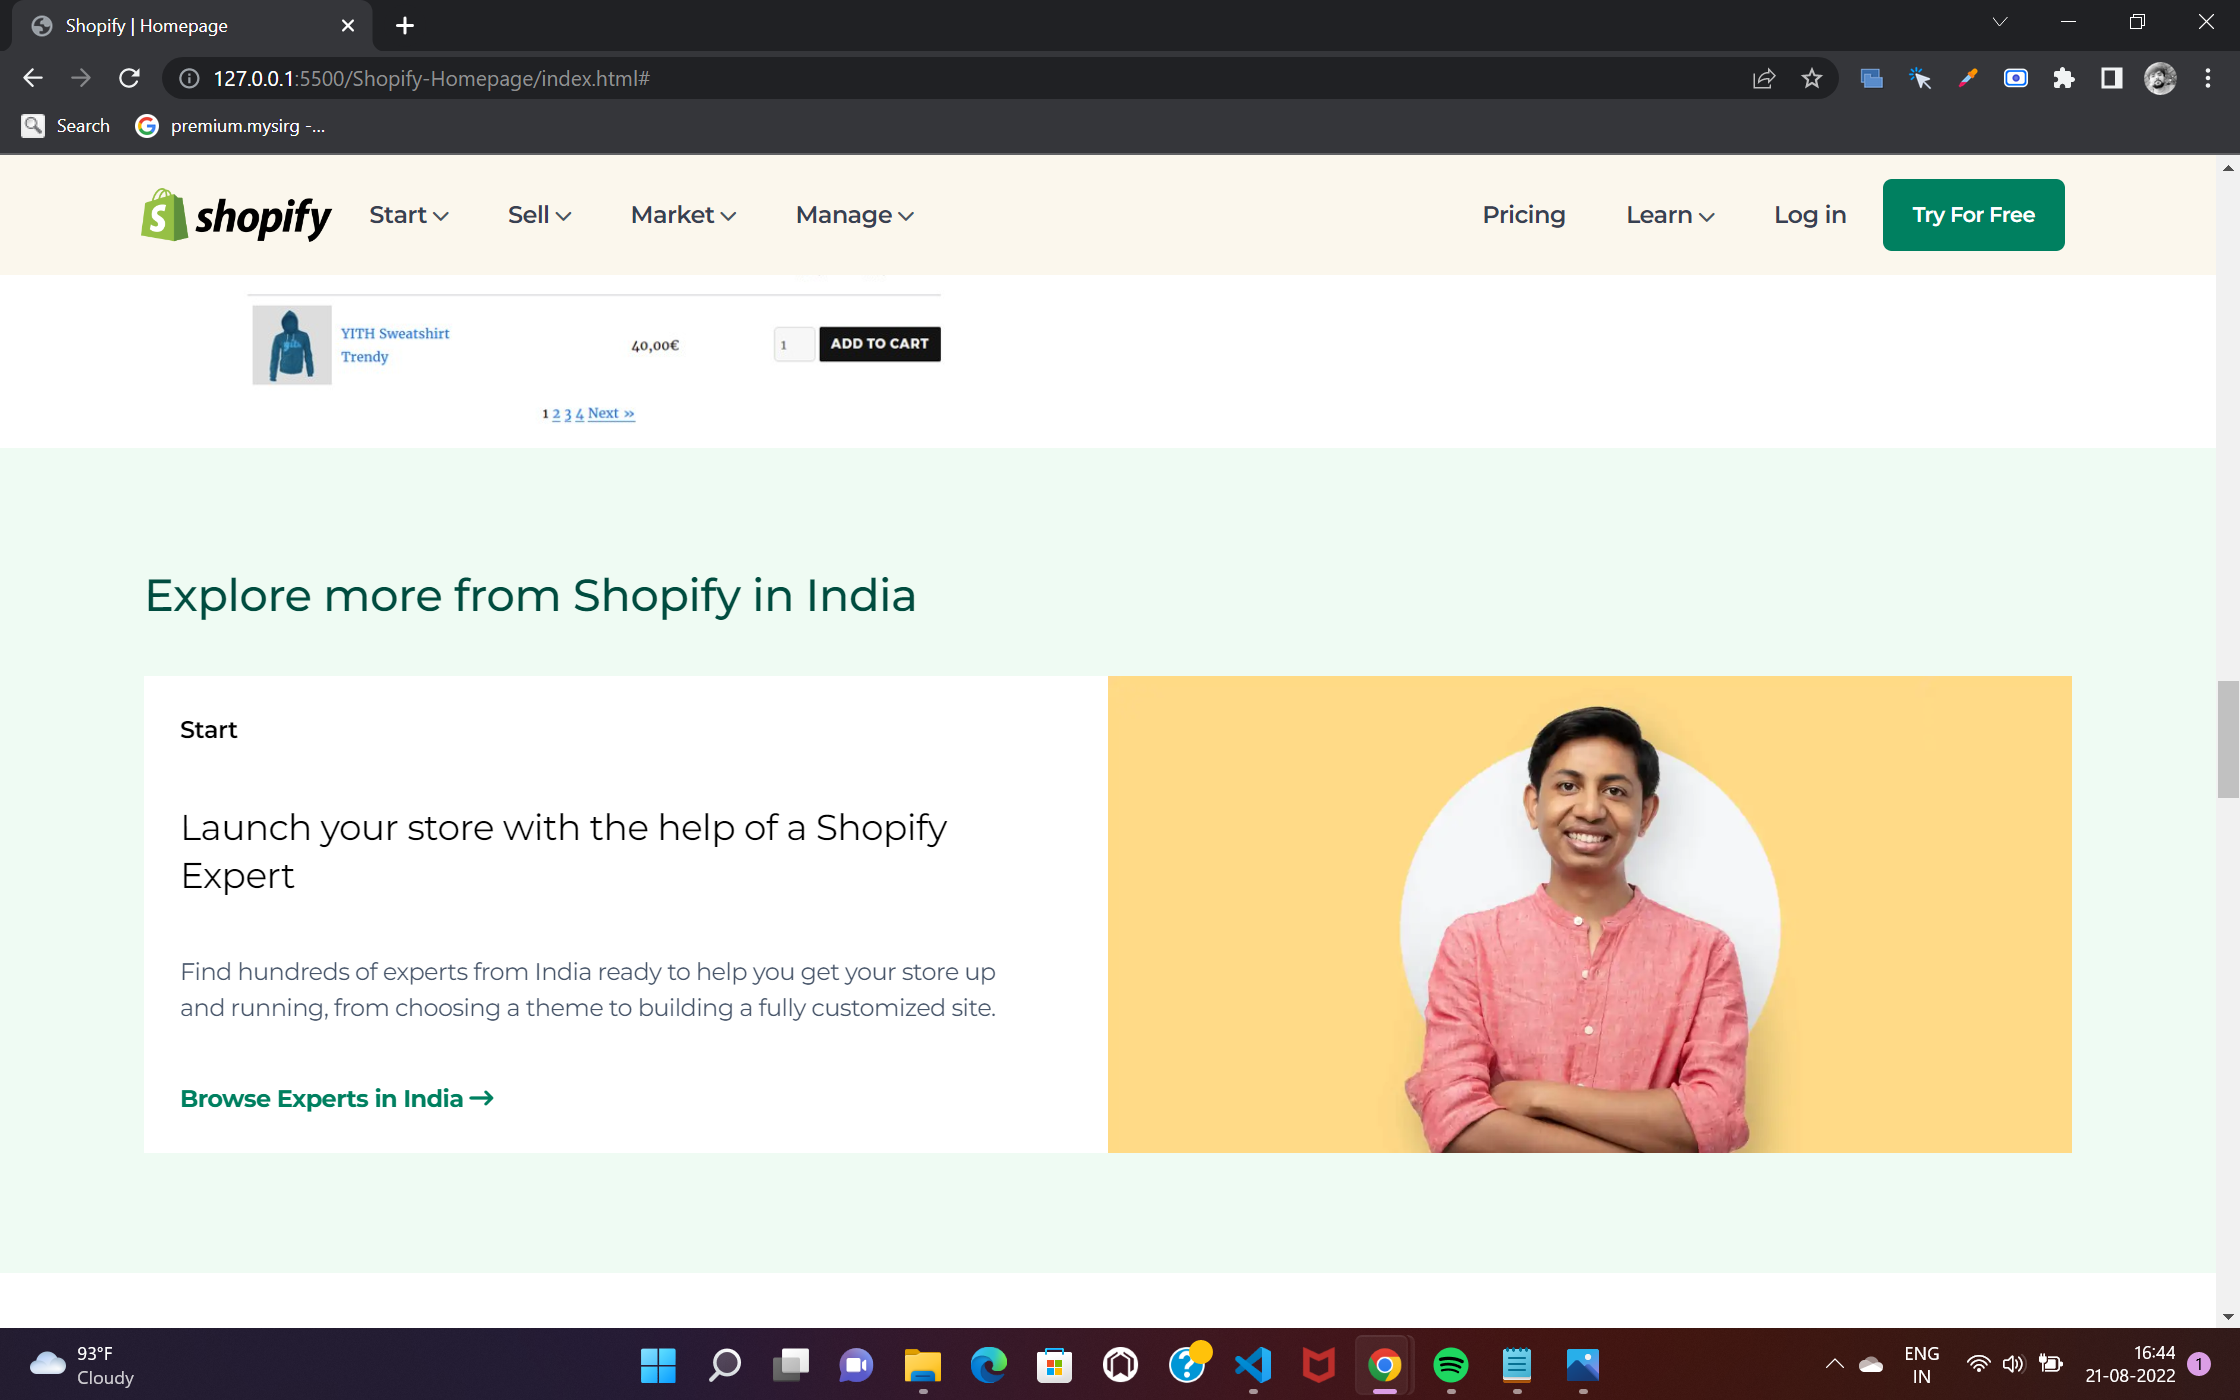 Shopify | Homepage
127.0.0.1:5500/Shopify-Homepage/index.html#
Search premium.mysirg -...
shopify Start Sell Market Manage Pricing Learn Log in Try For Free
YITH Sweatshirt
Trendy
40,00€ 1 ADD TO CART
1 2 3 4 Next »
Explore more from Shopify in India
Start
Launch your store with the help of a Shopify
Expert
Find hundreds of experts from India ready to help you get your store up
and running, from choosing a theme to building a fully customized site.
Browse Experts in India →
93°F
Cloudy
ENG
IN
16:44
21-08-2022
1